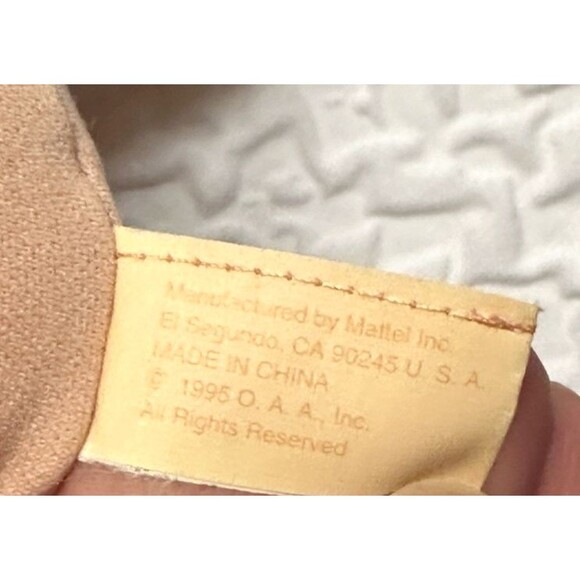 Manufactured by Mattel Inc.
El Segundo, CA 90245 U. S. A.
MADE IN CHINA
© 1995 O. A. A., Inc.
All Rights Reserved